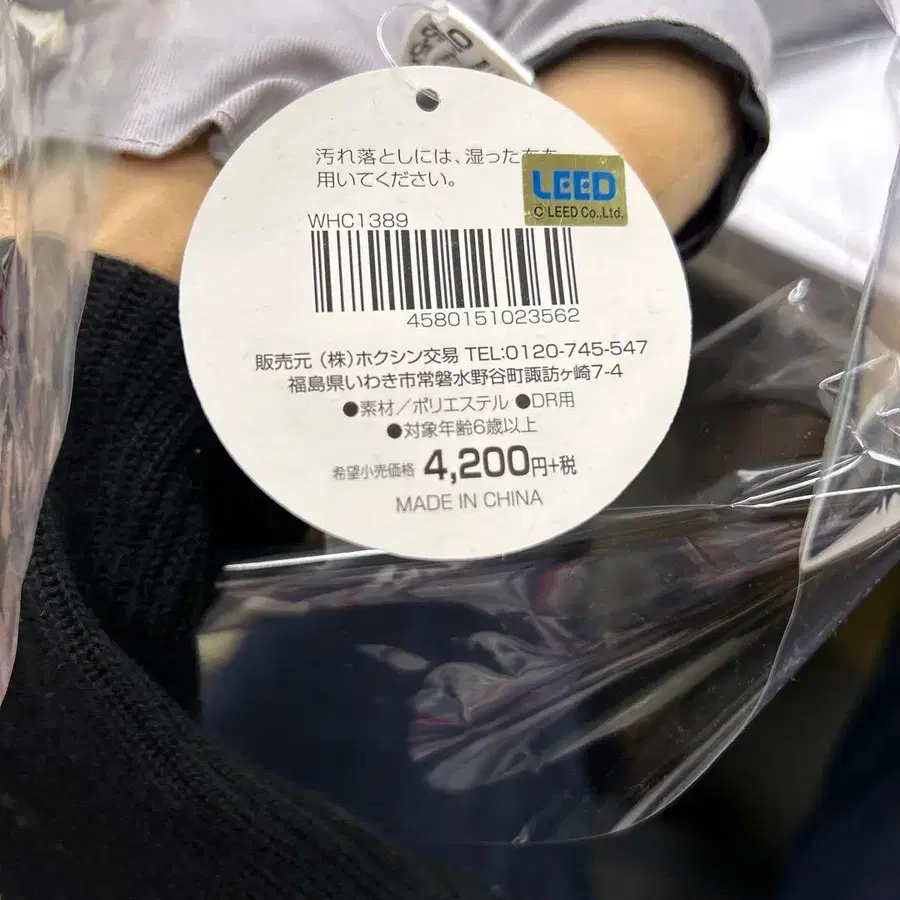 汚れ落としには、湿った布を
用いてください。
LEED
© LEED Co.,Ltd.
WHC1389
4580151023562
販売元 (株)ホクシン交易 TEL:0120-745-547
福島県いわき市常磐水野谷町諏訪ヶ崎7-4
●素材/ポリエステル ●DR用
●対象年齢6歳以上
希望小売価格 4,200円+税
MADE IN CHINA